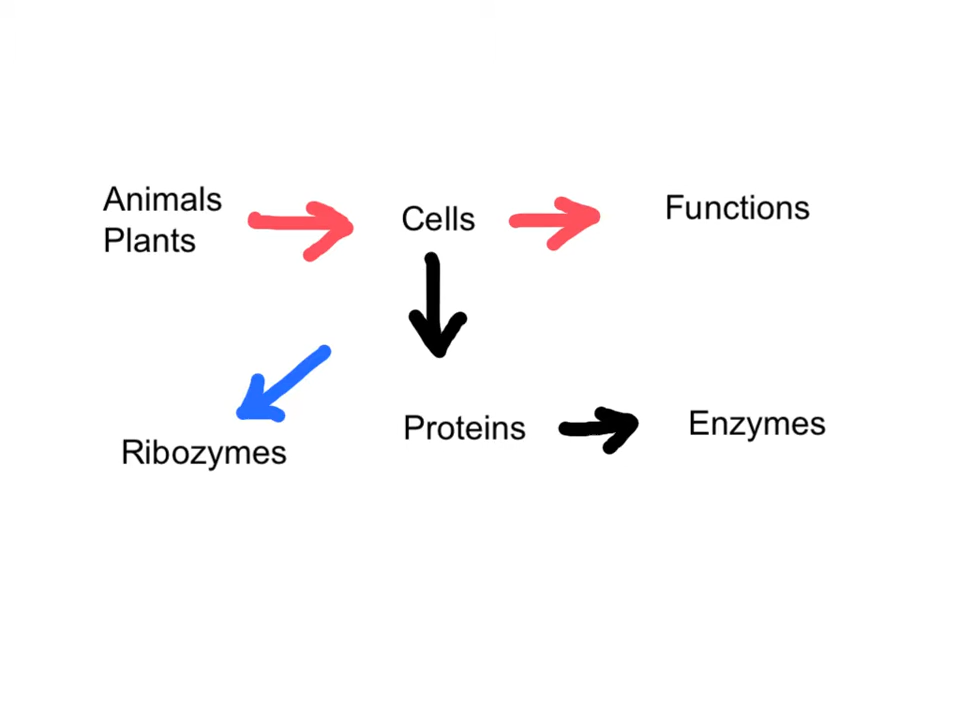 Animals
Plants
Cells
Functions
Ribozymes
Proteins
Enzymes